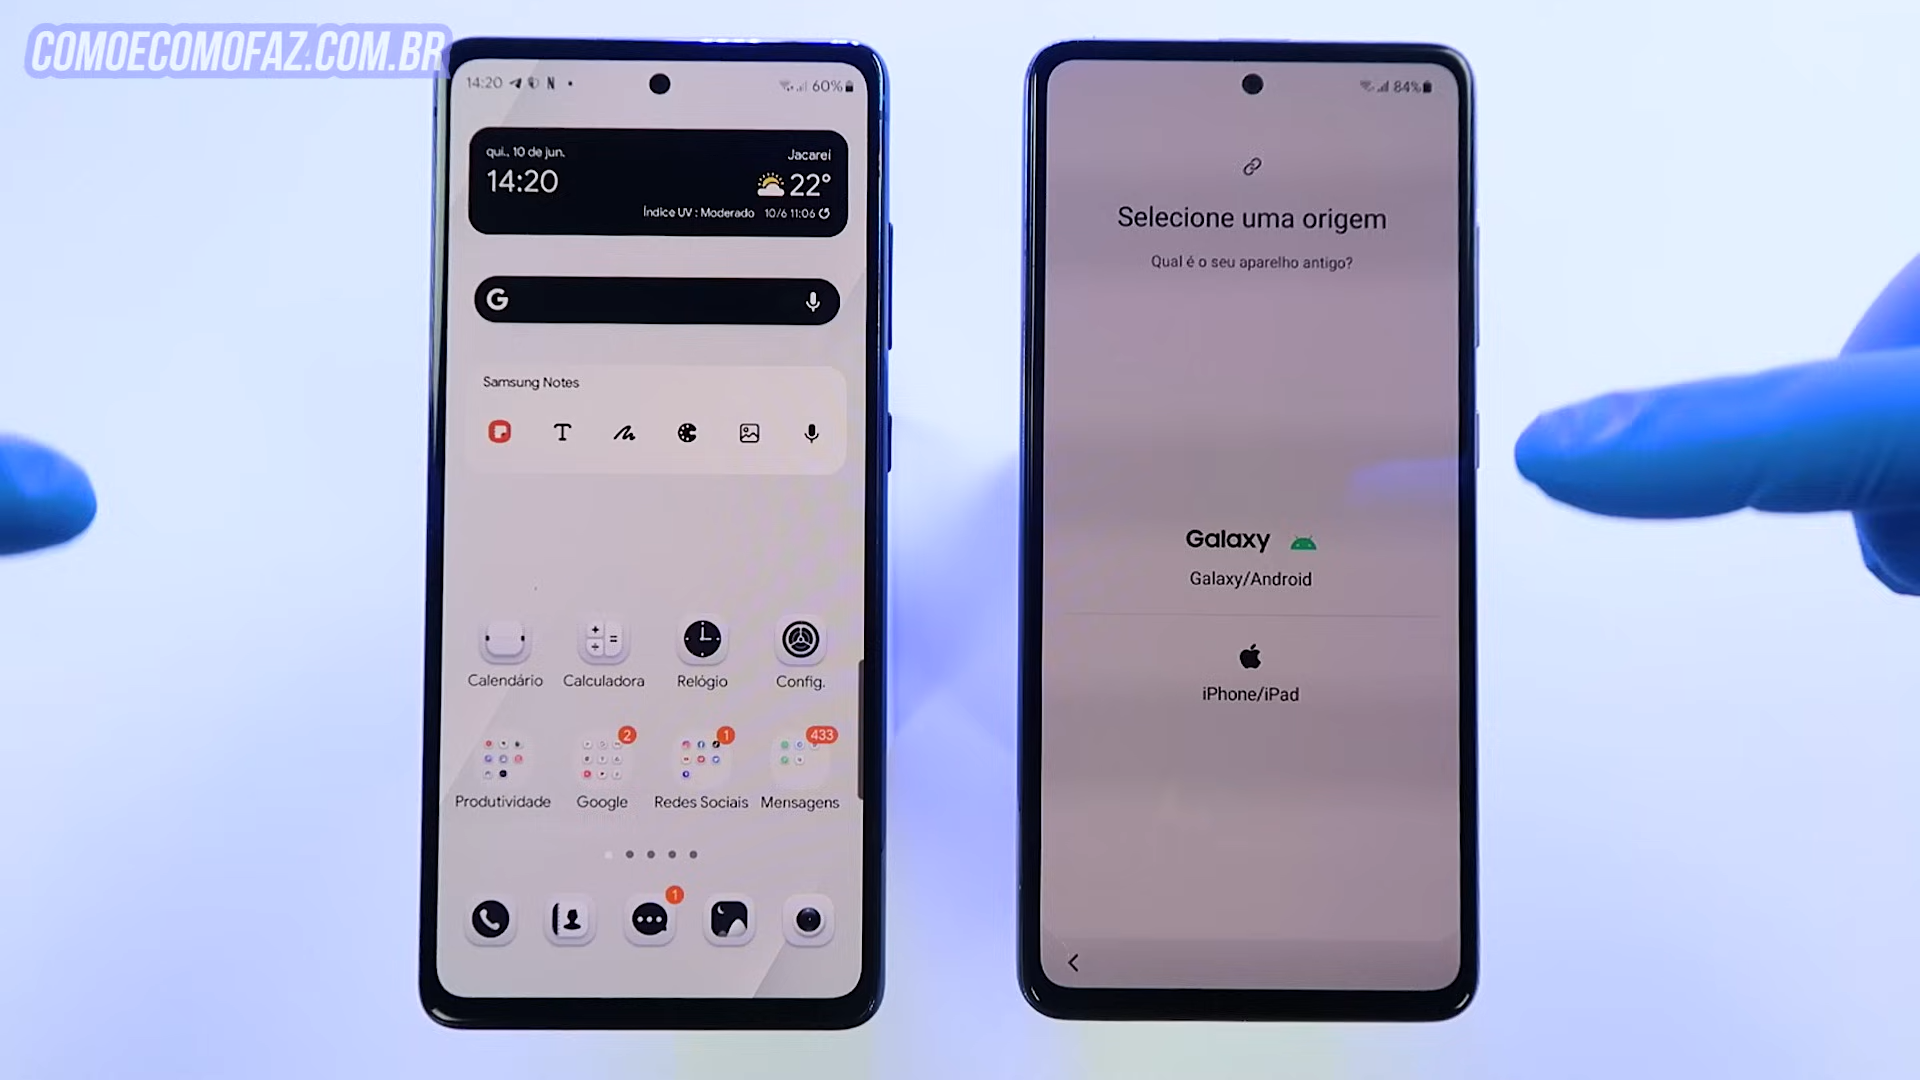 COMOECOMOFAZ.COM.BR
14:20
60%
qui., 10 de jun.
Jacareí
14:20
22°
Índice UV : Moderado 10/6 11:06
G
Samsung Notes
T
Calendário
Calculadora
Relógio
Config.
2
1
433
Produtividade
Google
Redes Sociais
Mensagens
1
84%
Selecione uma origem
Qual é o seu aparelho antigo?
Galaxy
Galaxy/Android
iPhone/iPad